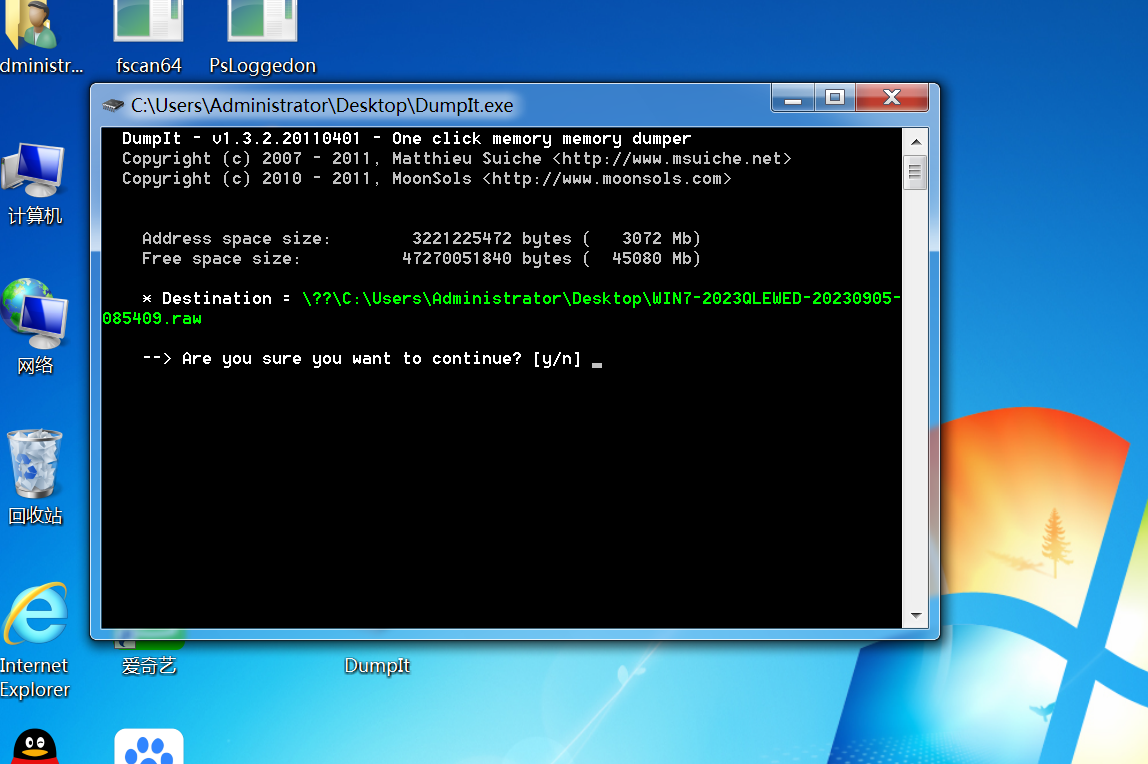 dministr...
fscan64
PsLoggedon
C:\Users\Administrator\Desktop\DumpIt.exe
DumpIt - v1.3.2.20110401 - One click memory memory dumper
Copyright (c) 2007 - 2011, Matthieu Suiche <http://www.msuiche.net>
Copyright (c) 2010 - 2011, MoonSols <http://www.moonsols.com>
Address space size:        3221225472 bytes (   3072 Mb)
Free space size:          47270051840 bytes (  45080 Mb)
* Destination = \??\C:\Users\Administrator\Desktop\WIN7-2023QLEWED-20230905-
085409.raw
--> Are you sure you want to continue? [y/n] _
计算机
网络
回收站
Internet
Explorer
爱奇艺
DumpIt